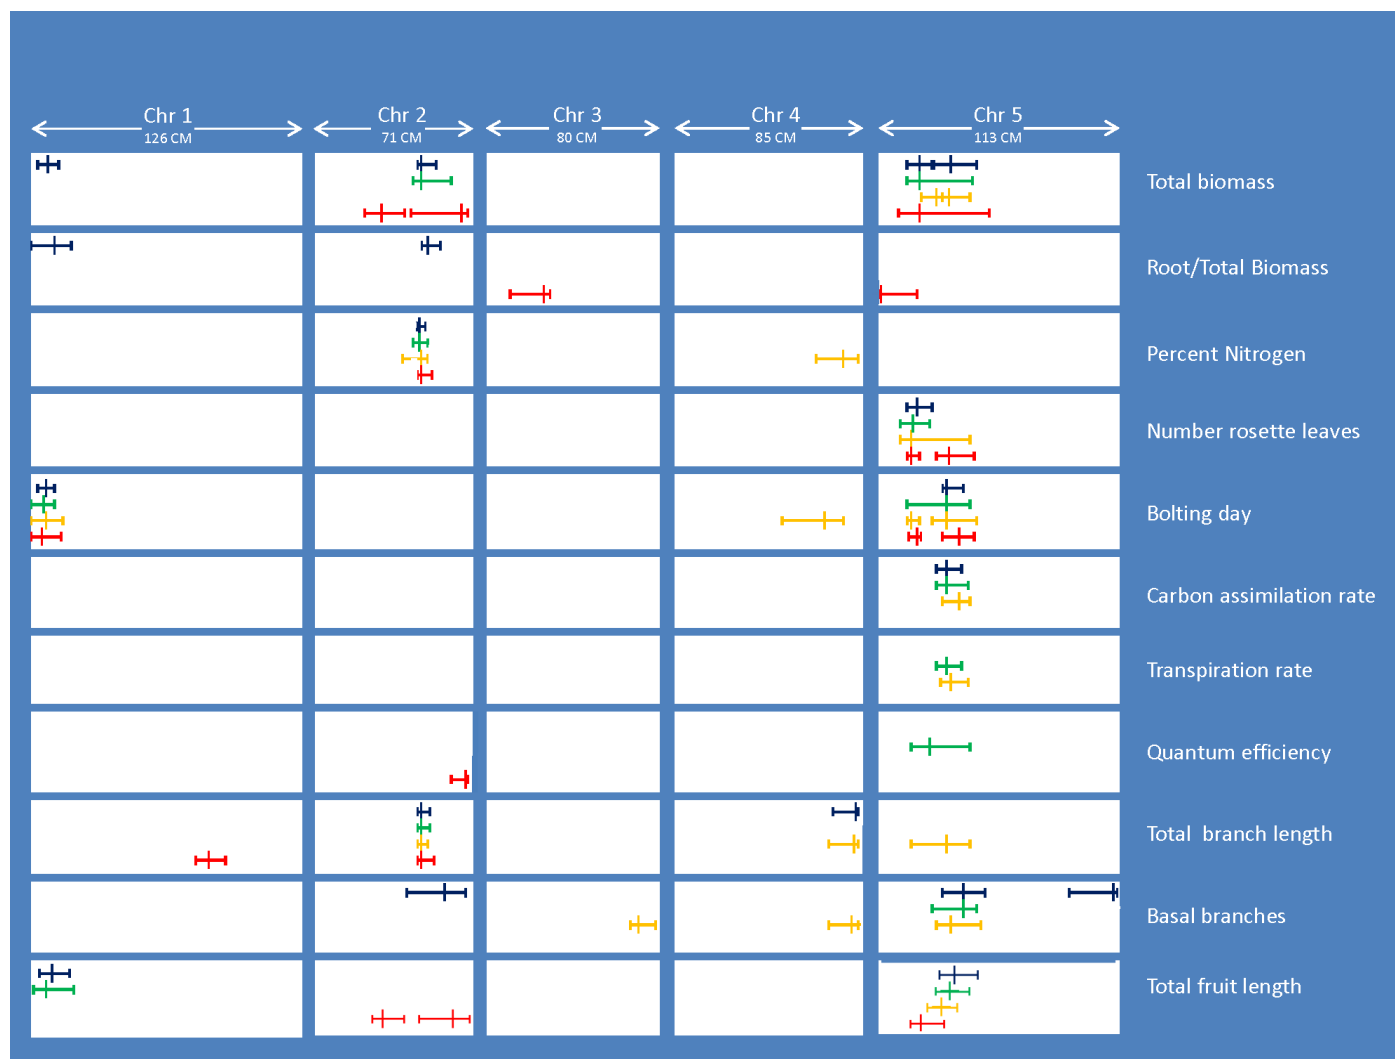 Chr 1
126 CM
Chr 2
71 CM
Chr 3
80 CM
Chr 4
85 CM
Chr 5
113 CM
Total biomass
Root/Total Biomass
Percent Nitrogen
Number rosette leaves
Bolting day
Carbon assimilation rate
Transpiration rate
Quantum efficiency
Total branch length
Basal branches
Total fruit length